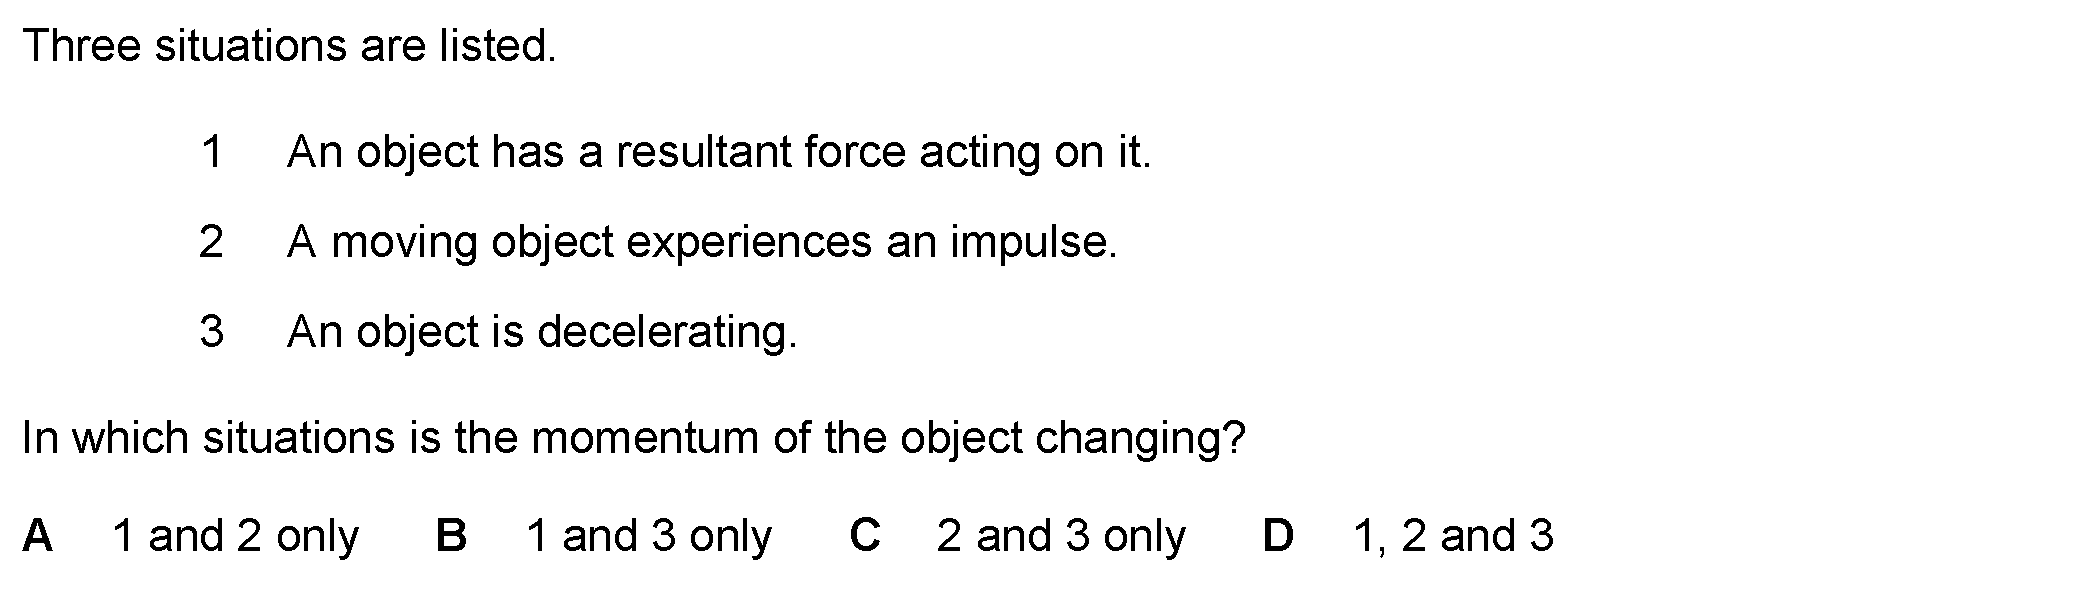 Three situations are listed.
1 An object has a resultant force acting on it.
2 A moving object experiences an impulse.
3 An object is decelerating.
In which situations is the momentum of the object changing?
A 1 and 2 only B 1 and 3 only C 2 and 3 only D 1, 2 and 3